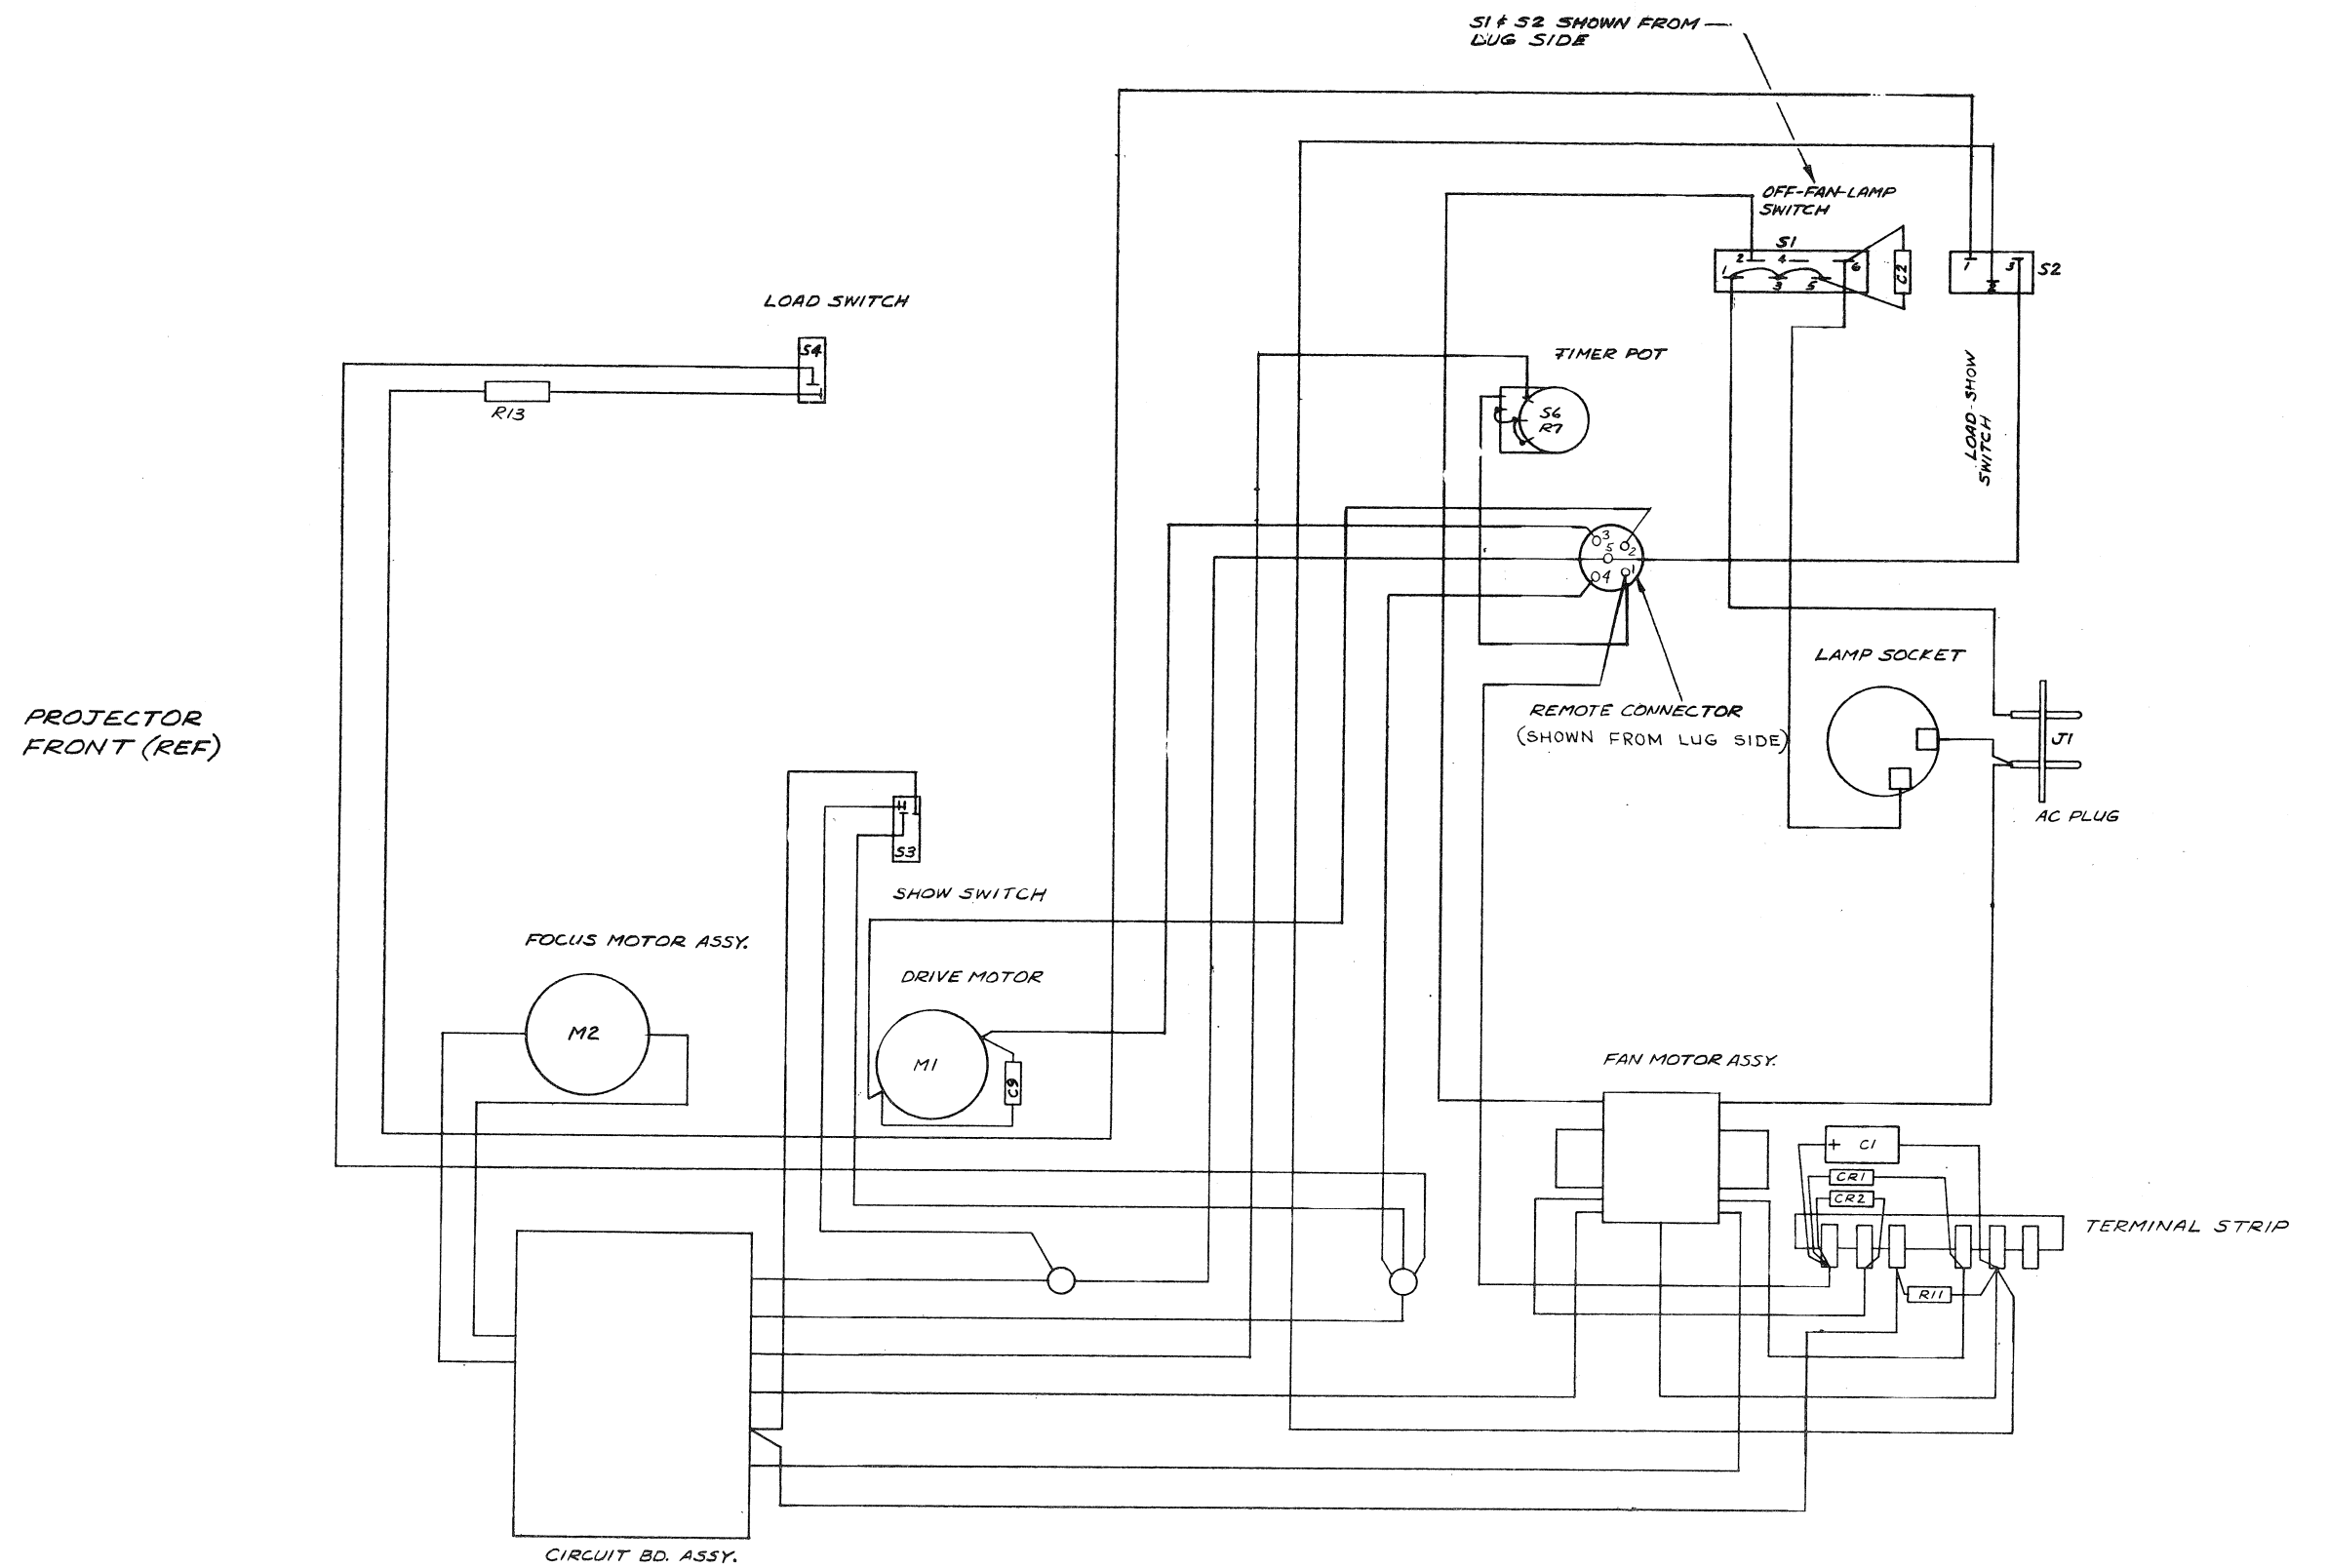 S1 & S2 SHOWN FROM
LUG SIDE
OFF-FAN-LAMP
SWITCH
S1
2 4 6
1 3 5
C2
1 3
2
S2
LOAD-SHOW
SWITCH
LOAD SWITCH
S4
R13
TIMER POT
S6
R7
3
5 2
4 1
REMOTE CONNECTOR
(SHOWN FROM LUG SIDE)
LAMP SOCKET
J1
AC PLUG
PROJECTOR
FRONT (REF)
S3
SHOW SWITCH
FOCUS MOTOR ASSY.
M2
DRIVE MOTOR
M1
C9
FAN MOTOR ASSY.
+ C1
CR1
CR2
TERMINAL STRIP
R11
CIRCUIT BD. ASSY.